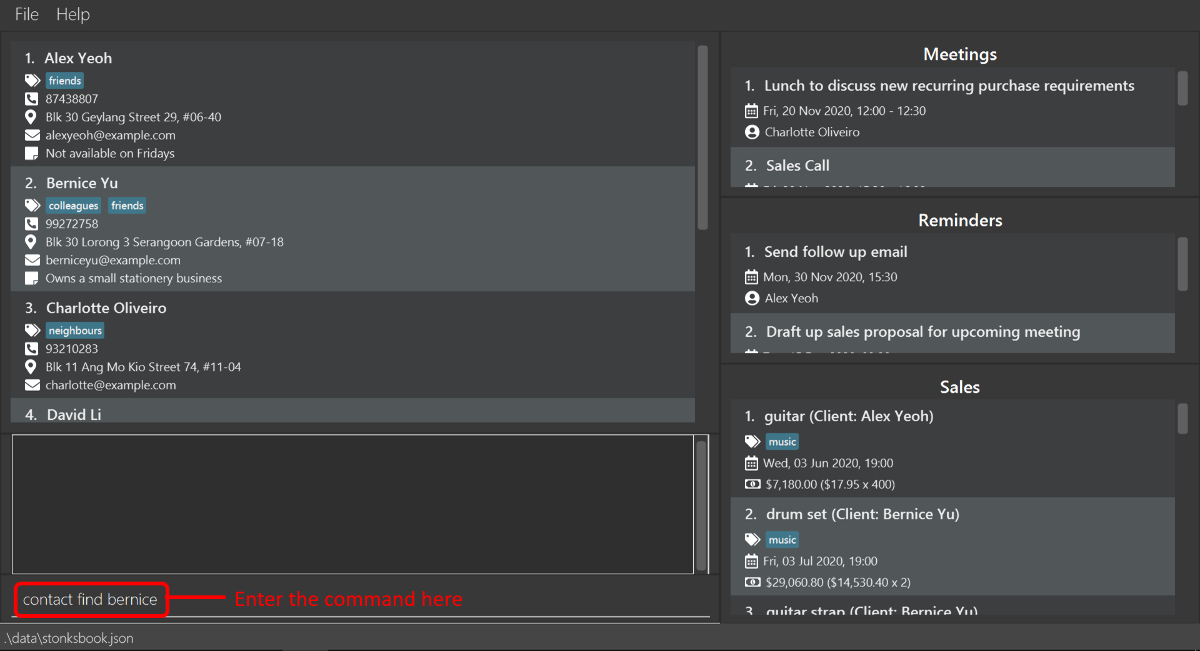 File Help
1. Alex Yeoh
friends
87438807
Blk 30 Geylang Street 29, #06-40
alexyeoh@example.com
Not available on Fridays
2. Bernice Yu
colleagues friends
99272758
Blk 30 Lorong 3 Serangoon Gardens, #07-18
berniceyu@example.com
Owns a small stationery business
3. Charlotte Oliveiro
neighbours
93210283
Blk 11 Ang Mo Kio Street 74, #11-04
charlotte@example.com
4. David Li
contact find bernice
Enter the command here
.\data\stonksbook.json
Meetings
1. Lunch to discuss new recurring purchase requirements
Fri, 20 Nov 2020, 12:00 - 12:30
Charlotte Oliveiro
2. Sales Call
Reminders
1. Send follow up email
Mon, 30 Nov 2020, 15:30
Alex Yeoh
2. Draft up sales proposal for upcoming meeting
Sales
1. guitar (Client: Alex Yeoh)
music
Wed, 03 Jun 2020, 19:00
$7,180.00 ($17.95 x 400)
2. drum set (Client: Bernice Yu)
music
Fri, 03 Jul 2020, 19:00
$29,060.80 ($14,530.40 x 2)
3. guitar strap (Client: Bernice Yu)